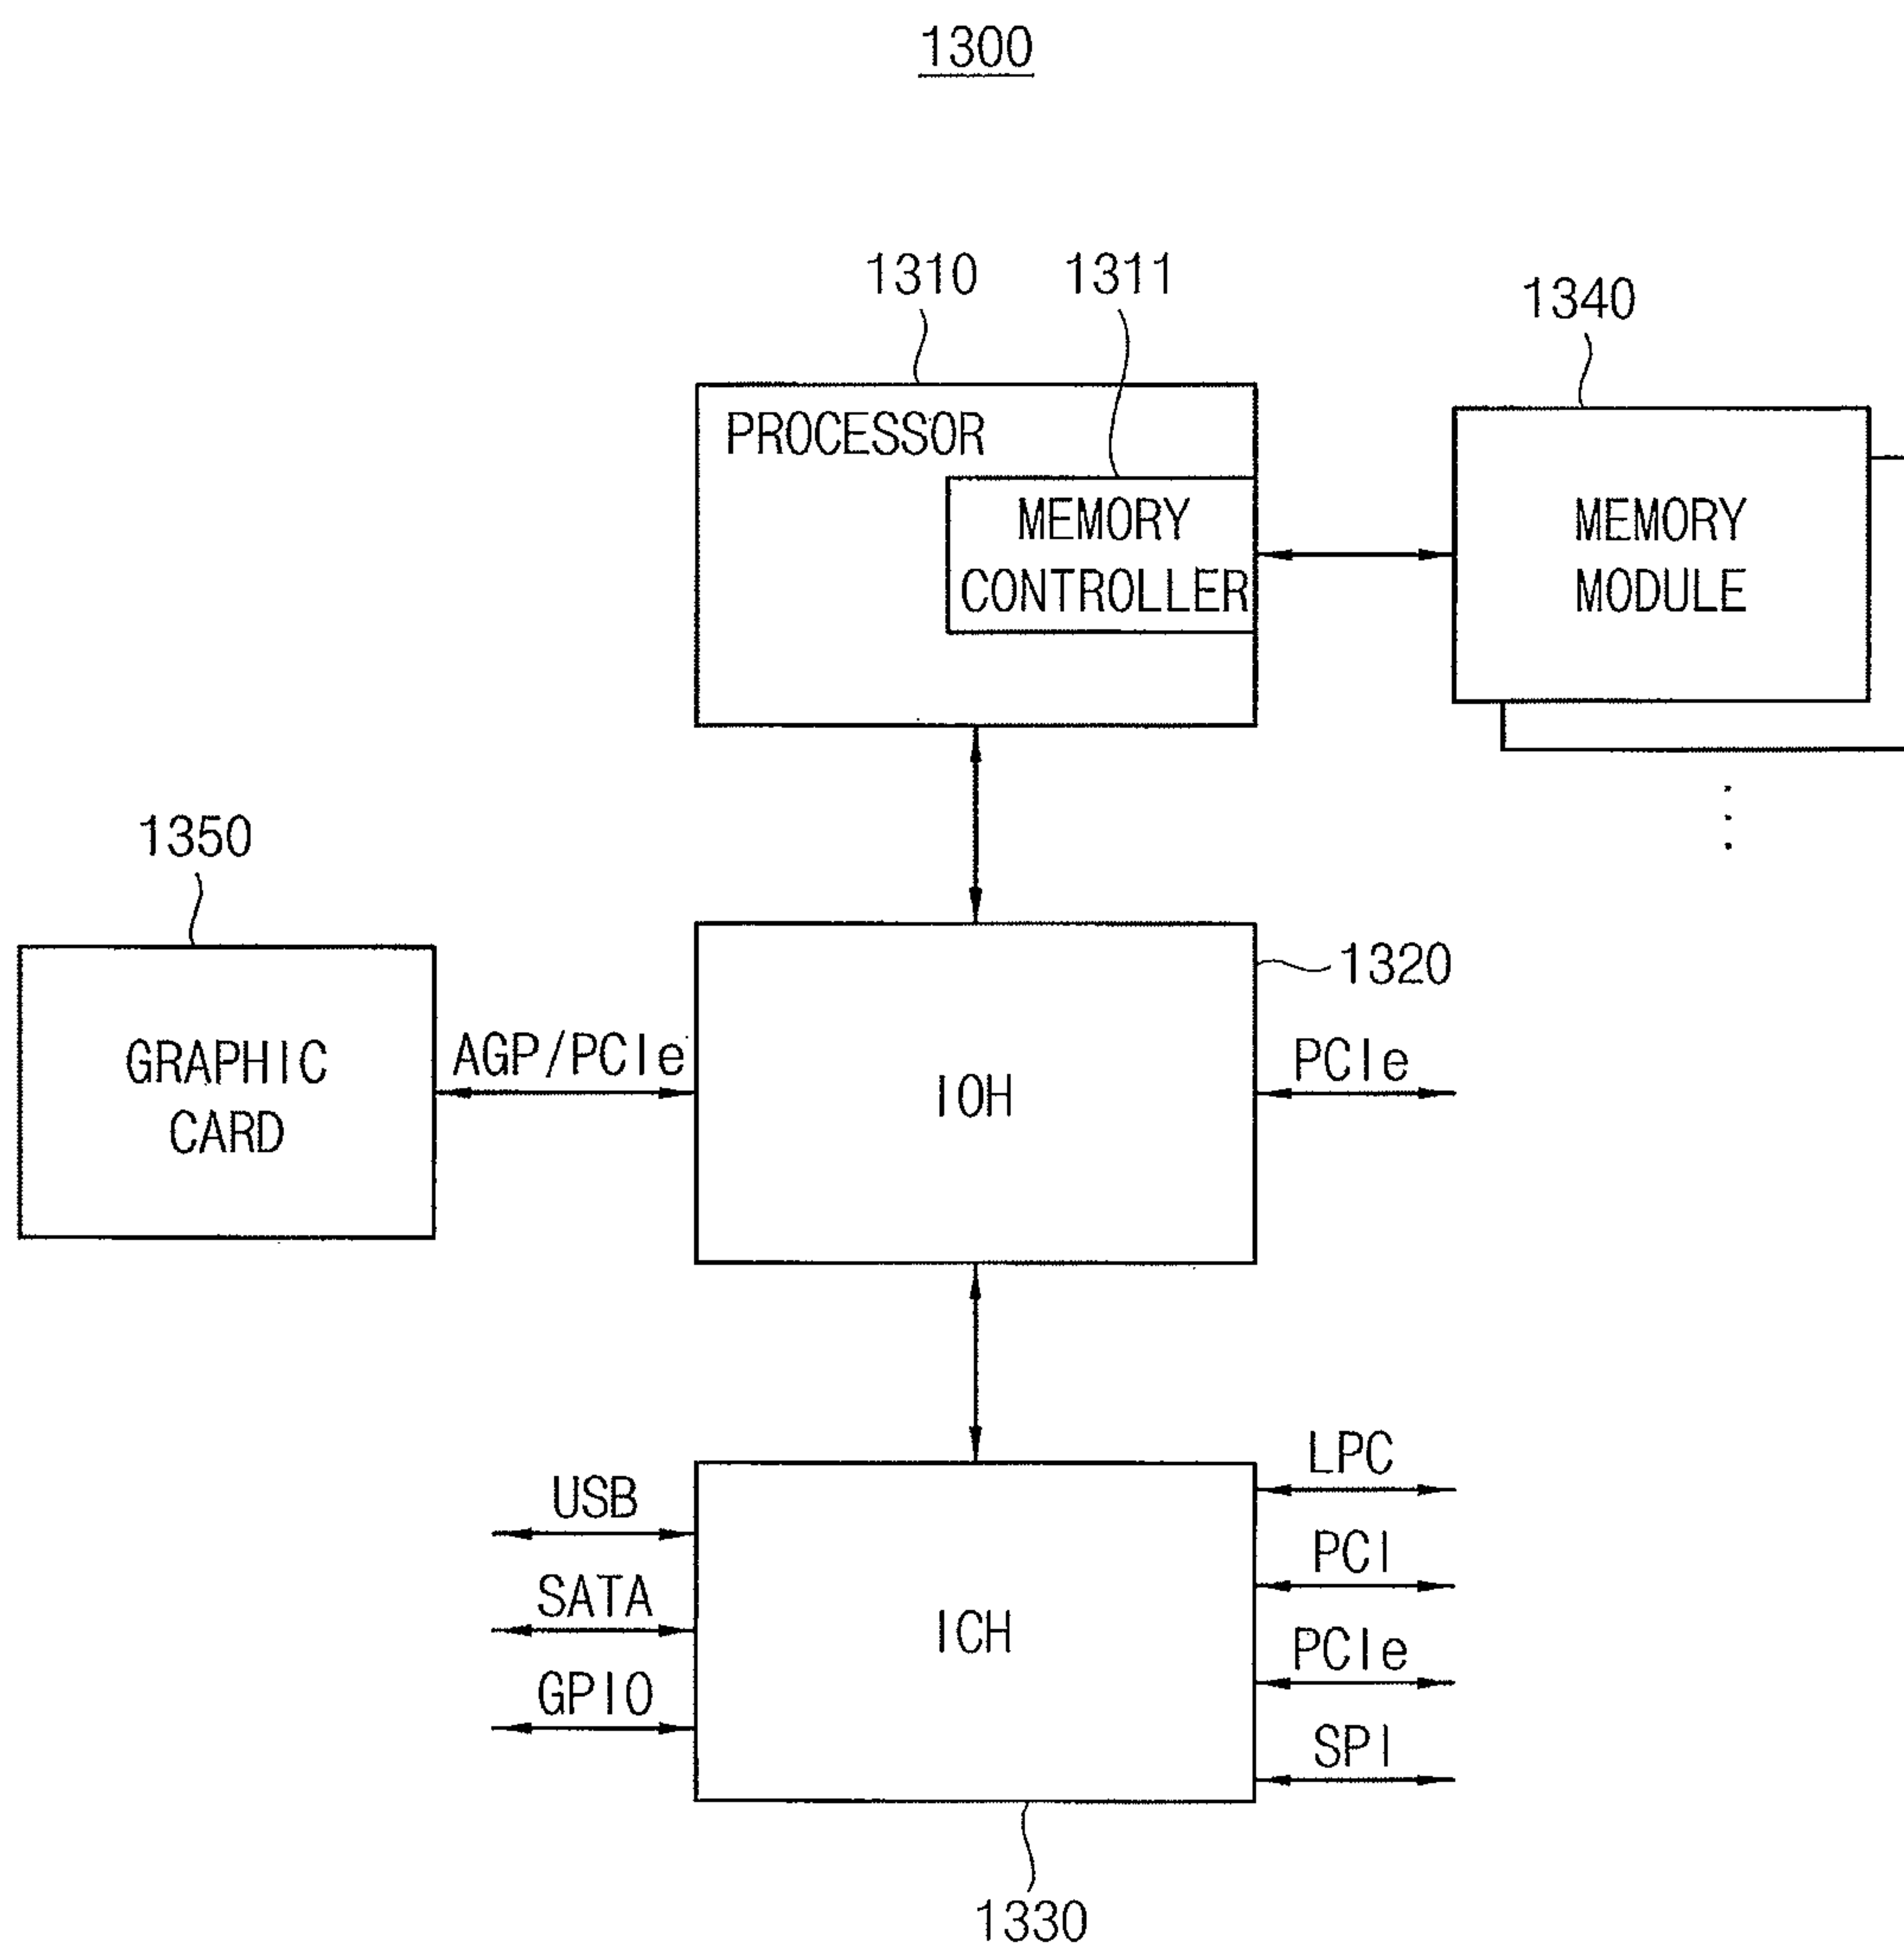 1300
1310
1311
1340
PROCESSOR
MEMORY
CONTROLLER
MEMORY
MODULE
1350
1320
GRAPHIC
CARD
AGP/PCIe
IOH
PCIe
USB
SATA
GPIO
ICH
LPC
PCI
PCIe
SPI
1330